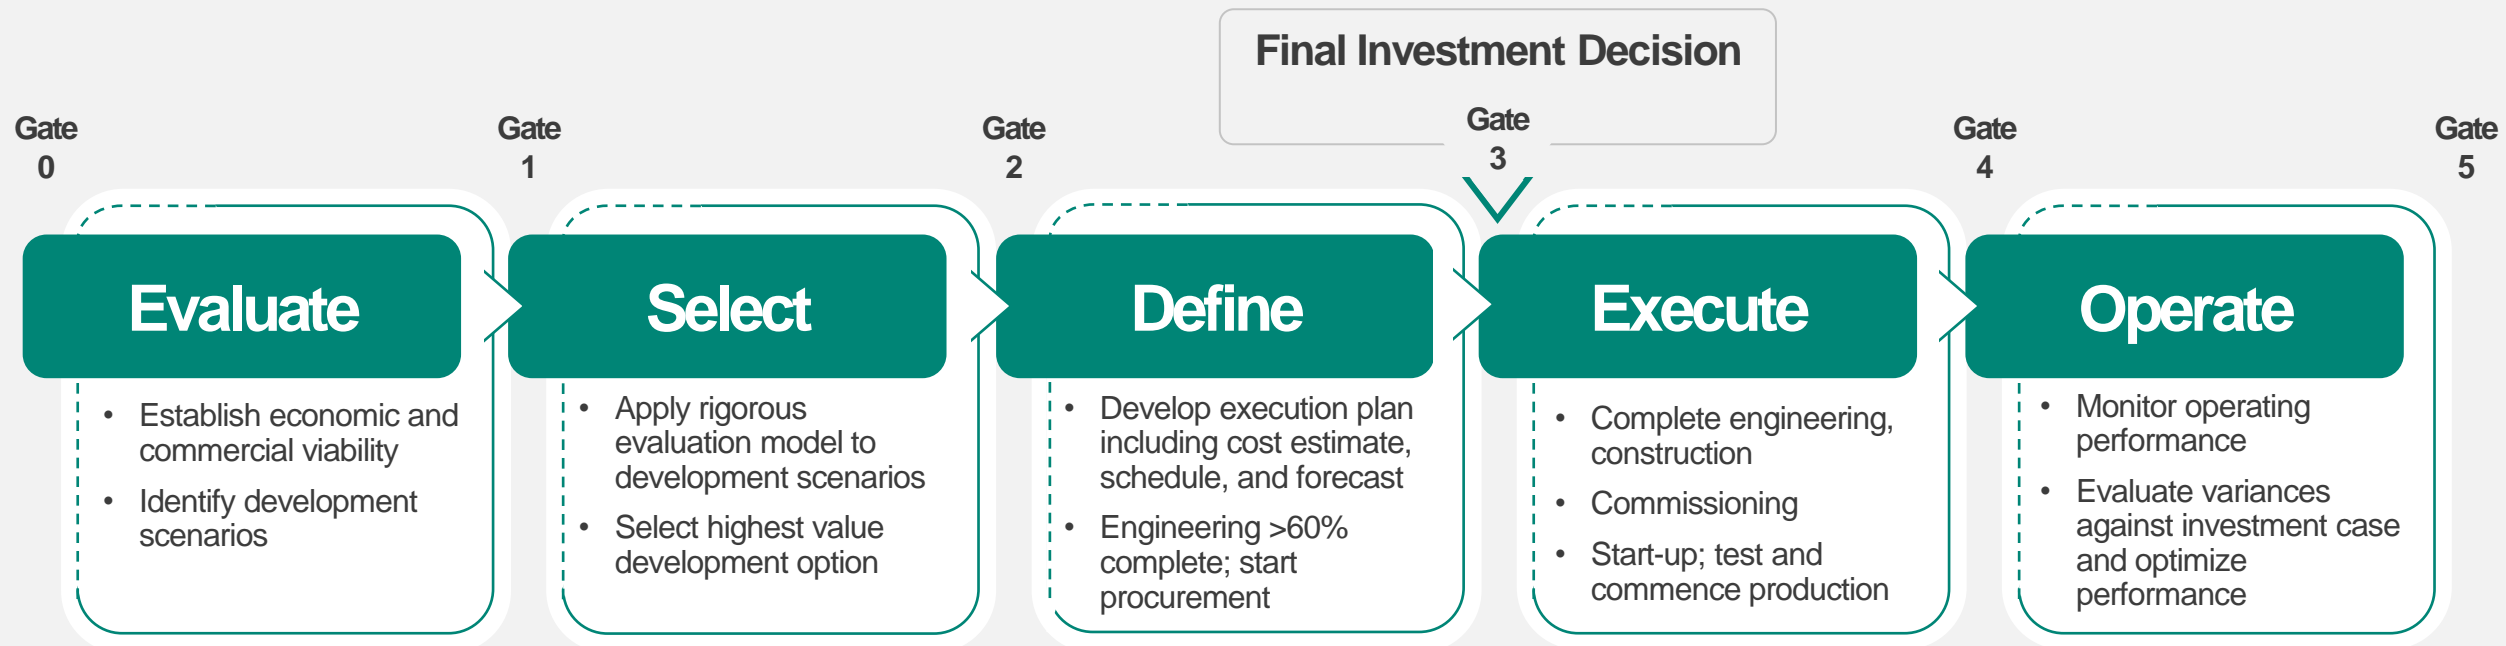 Final Investment Decision
Gate
0
Gate
1
Gate
2
Gate
3
Gate
4
Gate
5
Evaluate
• Establish economic and
commercial viability
• Identify development
scenarios
Select
• Apply rigorous
evaluation model to
development scenarios
• Select highest value
development option
Define
• Develop execution plan
including cost estimate,
schedule, and forecast
• Engineering >60%
complete; start
procurement
Execute
• Complete engineering,
construction
• Commissioning
• Start-up; test and
commence production
Operate
• Monitor operating
performance
• Evaluate variances
against investment case
and optimize
performance